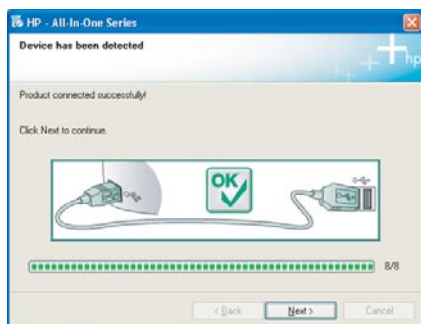 HP - All-In-One Series
Device has been detected
hp
Product connected successfully!
Click Next to continue.
OK
8/8
< Back Next > Cancel